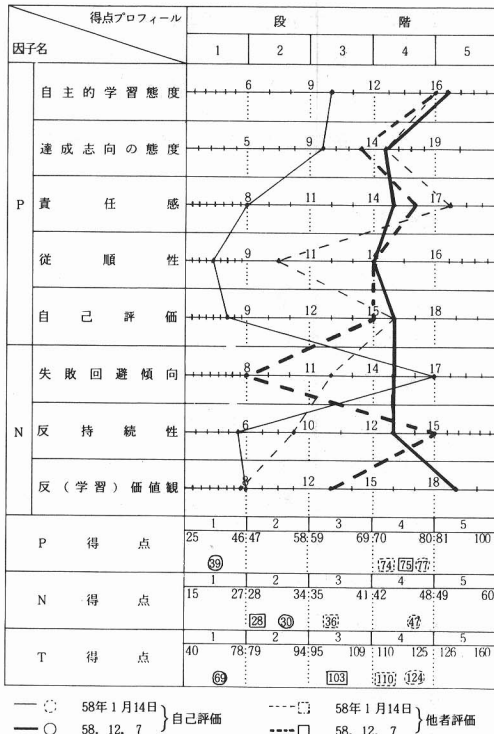 得点プロフィール
因子名
段 階
1 2 3 4 5
P
自主的学習態度 6 9 12 16
達成志向の態度 5 9 14 19
責任感 8 11 14 17
従順性 9 11 14 16
自己評価 9 12 15 18
N
失敗回避傾向 8 11 14 17
反持続性 6 10 12 15
反(学習)価値観 8 12 15 18
P 得点
1 2 3 4 5
25 46:47 58:59 69:70 80:81 100
39 74 75 77
N 得点
1 2 3 4 5
15 27:28 34:35 41:42 48:49 60
28 30 36 47
T 得点
1 2 3 4 5
40 78:79 94:95 109 110 125 126 160
69 103 110 124
58年1月14日
58. 12. 7
自己評価
58年1月14日
58. 12. 7
他者評価